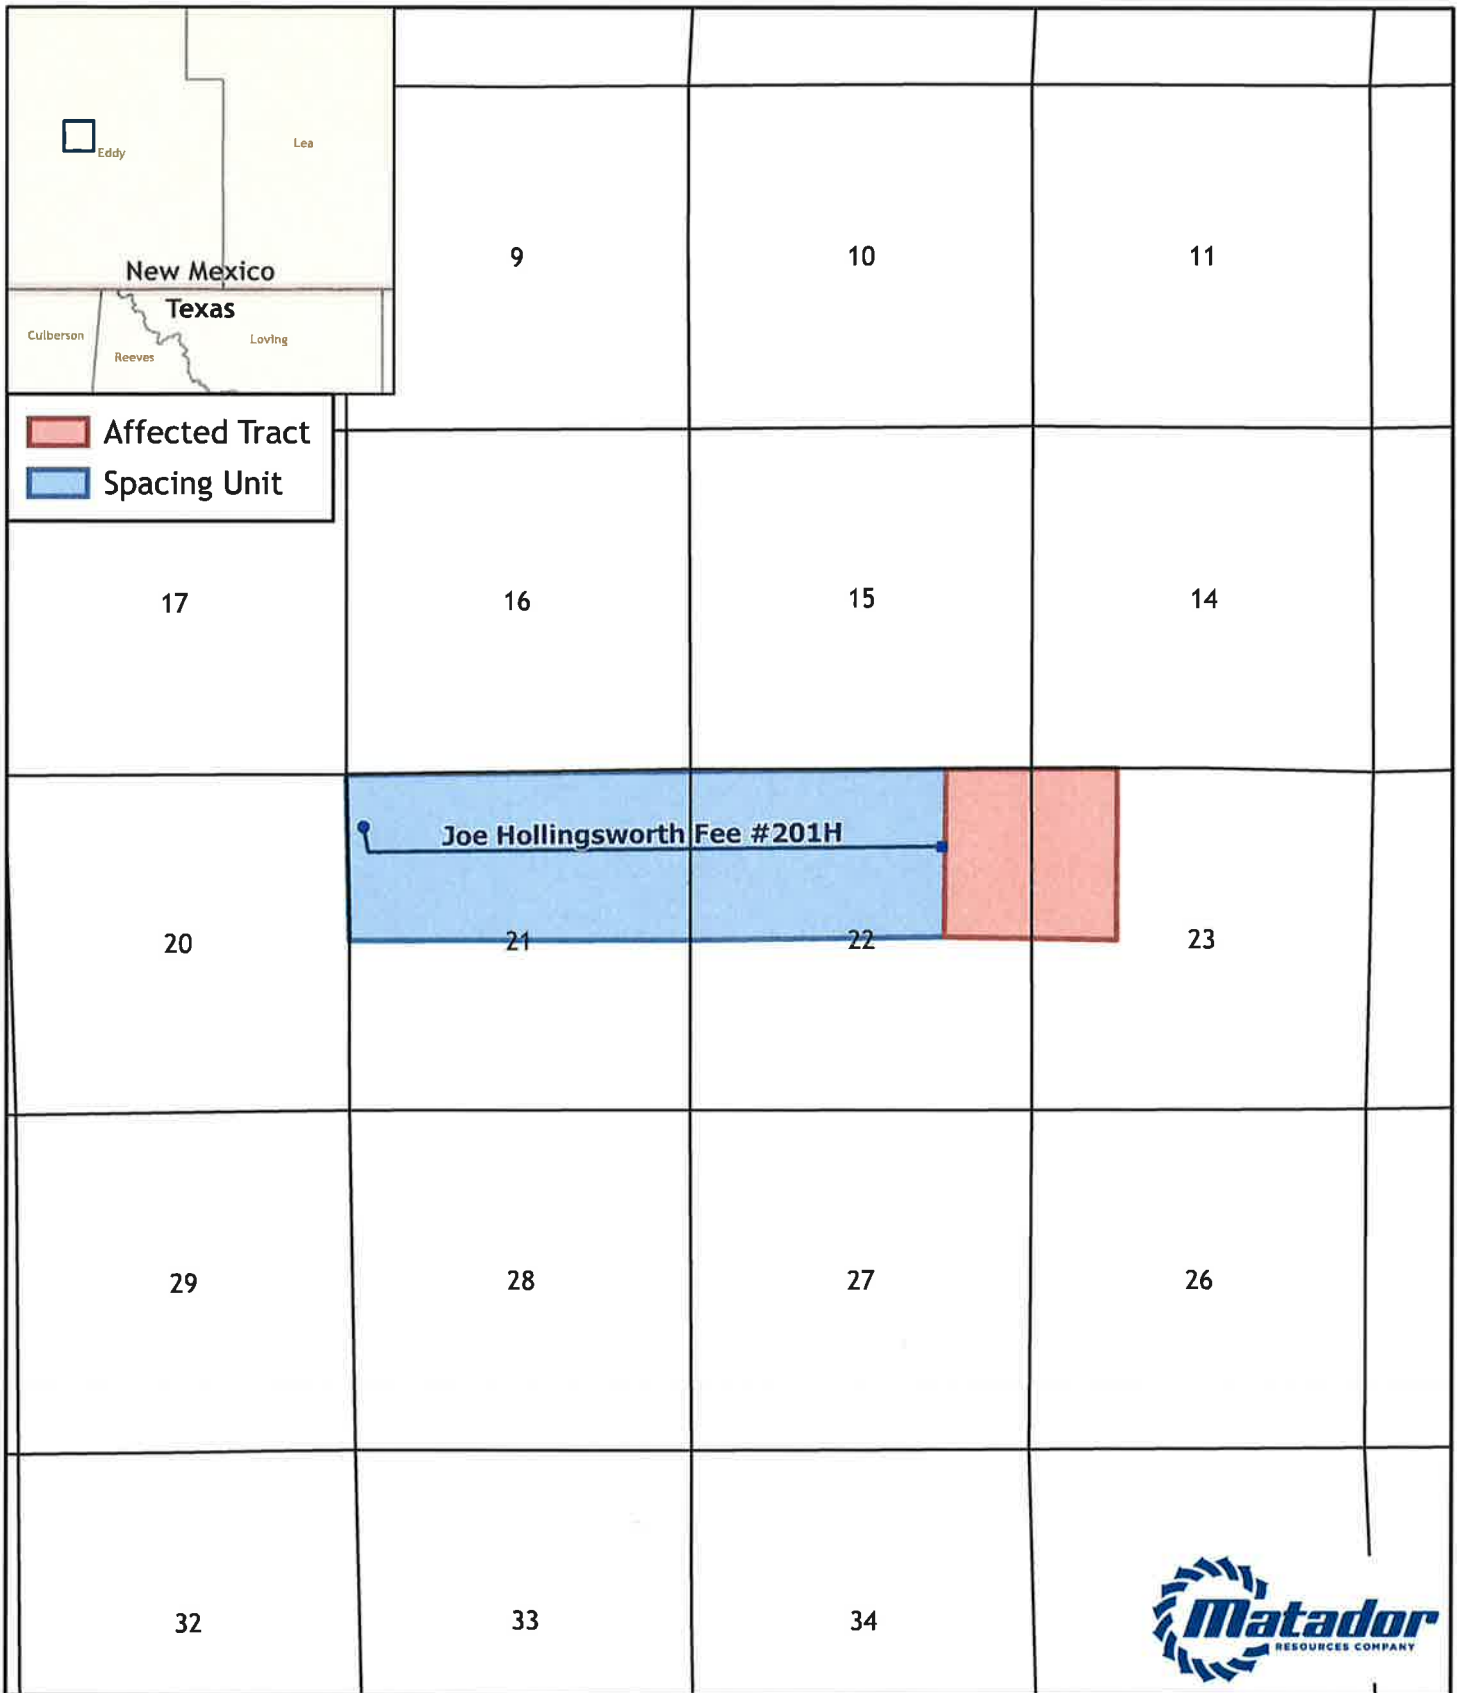 Eddy
Lea
New Mexico
Texas
Culberson
Reeves
Loving
Affected Tract
Spacing Unit
9
10
11
17
16
15
14
Joe Hollingsworth Fee #201H
20
21
22
23
29
28
27
26
32
33
34
Matador
RESOURCES COMPANY